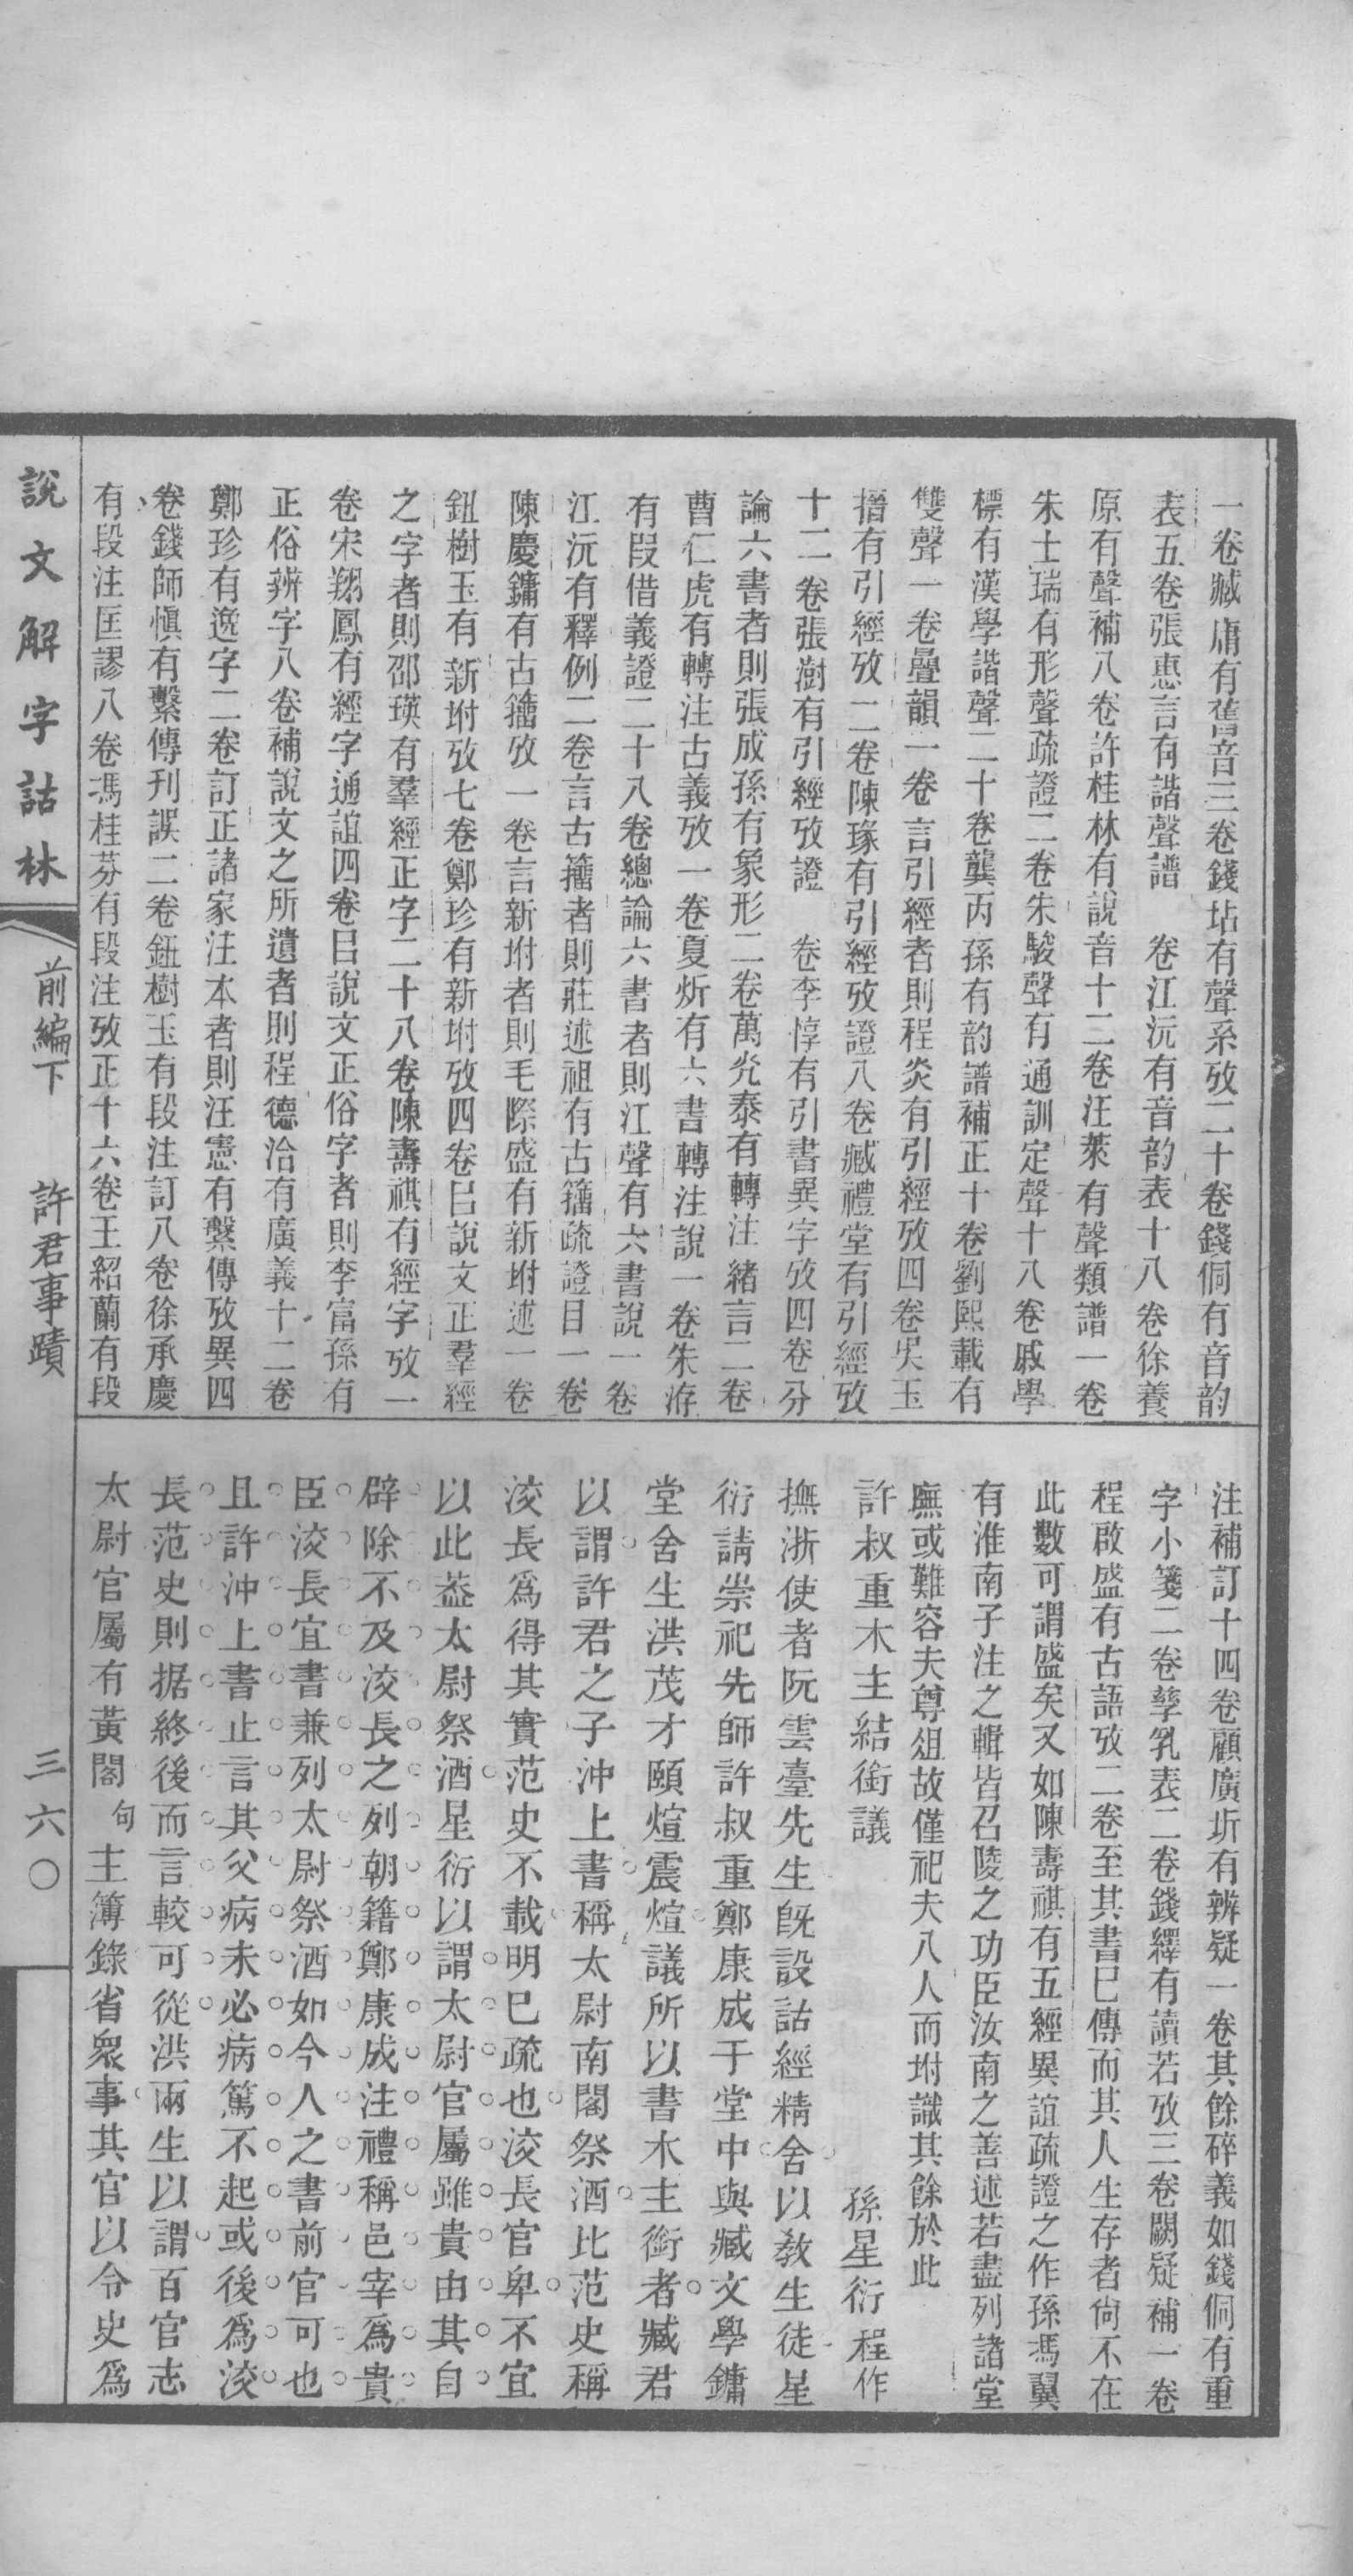 一卷臧庸有舊音三卷錢坫有聲系攷二十卷錢侗有音韵
表五卷張惠言有諧聲譜　卷江沅有音韵表十八卷徐養
原有聲補八卷許桂林有說音十二卷汪萊有聲類譜一卷
朱士瑞有形聲疏證二卷朱駿聲有通訓定聲十八卷戚學
標有漢學諧聲二十卷龔丙孫有韵譜補正十卷劉熙載有
雙聲一卷疊韻一卷言引經者則程炎有引經攷四卷吳玉
搢有引經攷二卷陳瑑有引經攷證八卷臧禮堂有引經攷
十二卷張澍有引經攷證　卷李惇有引書異字攷四卷分
論六書者則張成孫有象形二卷萬光泰有轉注緒言二卷
曹仁虎有轉注古義攷一卷夏炘有六書轉注說一卷朱洊
有叚借義證二十八卷總論六書者則江聲有六書說一卷
江沅有釋例二卷言古籀者則莊述祖有古籀疏證目一卷
陳慶鏞有古籀攷一卷言新坿者則毛際盛有新坿述一卷
鈕樹玉有新坿攷七卷鄭珍有新坿攷四卷㠯說文正羣經
之字者則邵瑛有羣經正字二十八卷陳壽祺有經字攷一
卷宋翔鳳有經字通誼四卷㠯說文正俗字者則李富孫有
正俗辨字八卷補說文之所遺者則程德洽有廣義十二卷
鄭珍有逸字二卷訂正諸家注本者則汪憲有繫傳攷異四
卷錢師愼有繫傳刊誤二卷鈕樹玉有段注訂八卷徐承慶
有段注匡謬八卷馮桂芬有段注攷正十六卷王紹蘭有段
注補訂十四卷顧廣圻有辨疑一卷其餘碎義如錢侗有重
字小箋二卷孳乳表二卷錢繹有讀若攷三卷闕疑補一卷
程啟盛有古語攷二卷至其書已傳而其人生存者尙不在
此數可謂盛矣又如陳壽祺有五經異誼疏證之作孫馮翼
有淮南子注之輯皆召陵之功臣汝南之善述若盡列諸堂
廡或難容夫尊俎故僅祀夫八人而坿識其餘於此
許叔重木主結銜議　孫星衍 程作
撫浙使者阮雲臺先生旣設詁經精舍以敎生徒星
衍請崇祀先師許叔重鄭康成于堂中與臧文學鏞
堂舍生洪茂才頤煊震煊議所以書木主銜者臧君
以謂許君之子沖上書稱太尉南閣祭酒比范史稱
洨長爲得其實范史不載明已疏也洨長官卑不宜
以此葢太尉祭酒星衍以謂太尉官屬雖貴由其自
辟除不及洨長之列朝籍鄭康成注禮稱邑宰爲貴
臣洨長宜書兼列太尉祭酒如今人之書前官可也
且許沖上書止言其父病未必病篤不起或後爲洨
長范史則据終後而言較可從洪兩生以謂百官志
太尉官屬有黃閣句主簿錄省衆事其官以令史爲
說文解字詁林
前編下　許君事蹟
三六〇